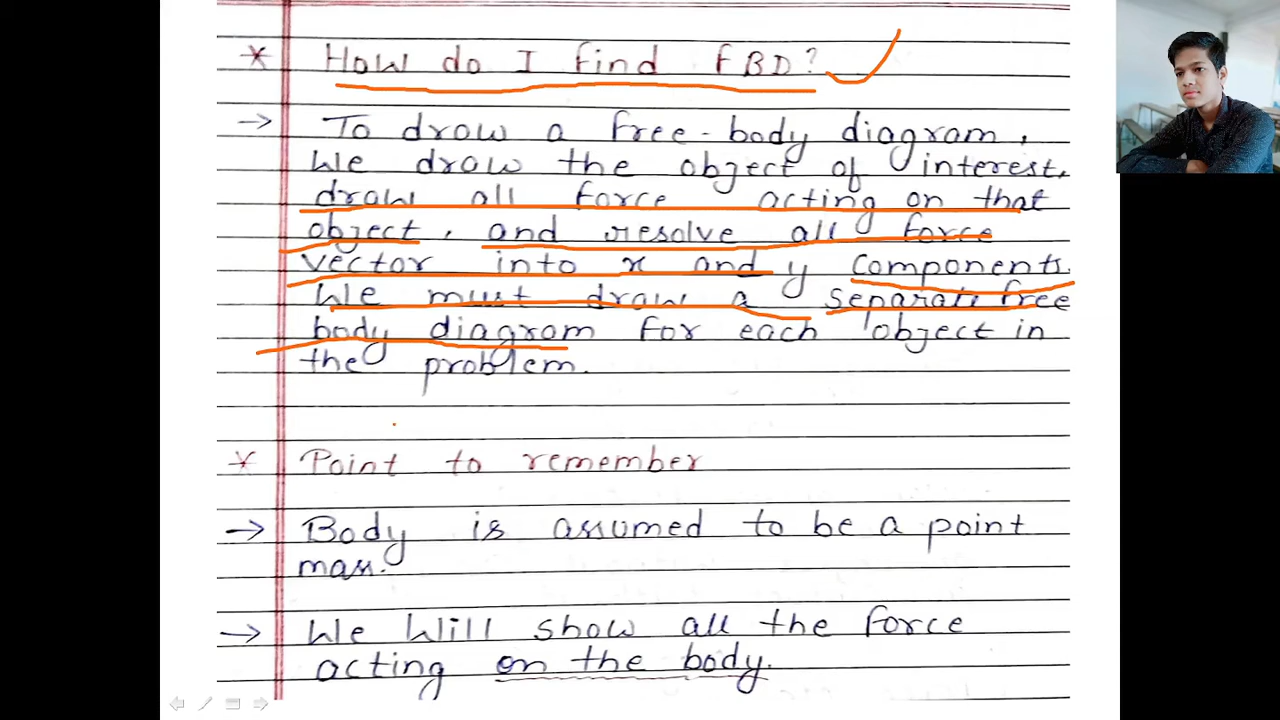 * How do I find FBD?
→ To draw a free-body diagram,
We draw the object of interest,
draw all force acting on that
object, and resolve all force
vector into x and y components.
We must draw a separate free
body diagram for each object in
the problem.
* Point to remember
→ Body is assumed to be a point
mass.
→ We Will show all the force
acting on the body.